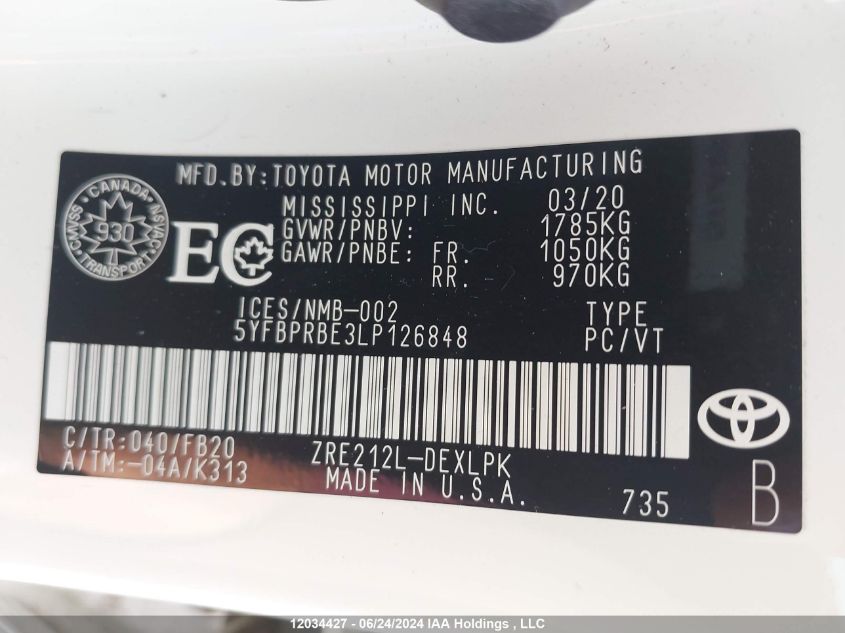 MFD.BY:TOYOTA MOTOR MANUFACTURING
MISSISSIPPI INC. 03/20
GVWR/PNBV: 1785KG
GAWR/PNBE: FR. 1050KG
RR. 970KG
CANADA
CMVSS 930 NSVAC
TRANSPORT
EC
ICES/NMB-002 TYPE
5YFBPRBE3LP126848 PC/VT
C/TR:040/FB20 ZRE212L-DEXLPK
A/TM:-04A/K313 MADE IN U.S.A. 735 B
12034427 - 06/24/2024 IAA Holdings , LLC